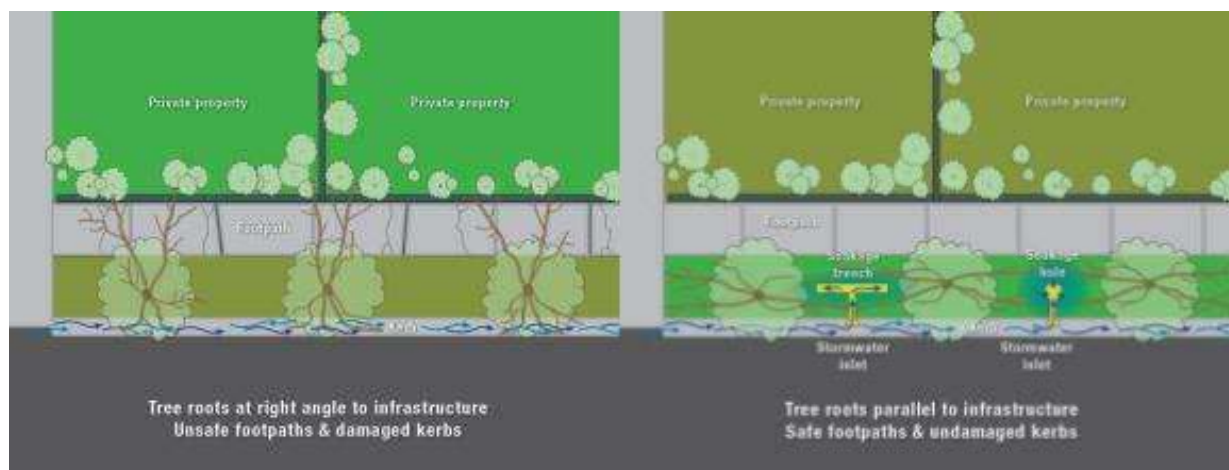 Private property
Private property
Footpath
Kerb
Tree roots at right angle to infrastructure
Unsafe footpaths & damaged kerbs
Private property
Private property
Footpath
Soakage
trench
Soakage
hole
Kerb
Stormwater
inlet
Stormwater
inlet
Tree roots parallel to infrastructure
Safe footpaths & undamaged kerbs